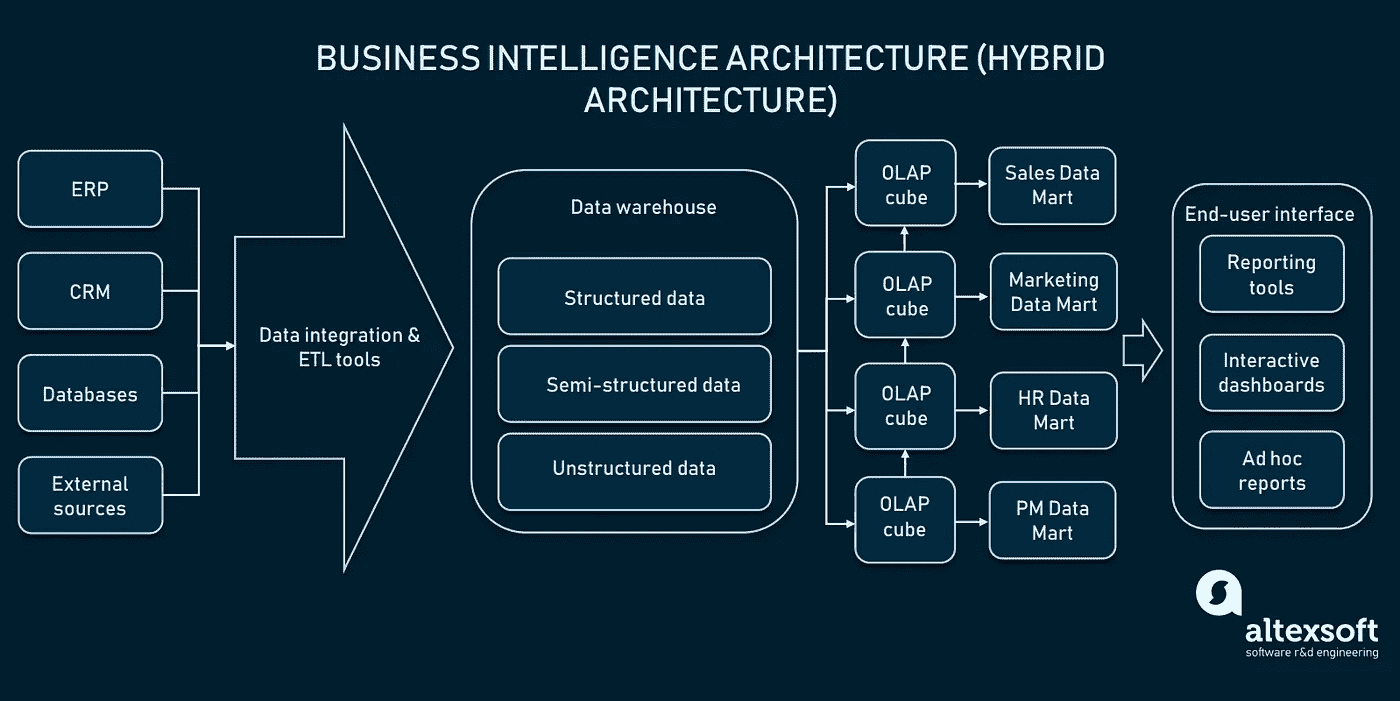 BUSINESS INTELLIGENCE ARCHITECTURE (HYBRID
ARCHITECTURE)
ERP
CRM
Databases
External
sources
Data integration &
ETL tools
Data warehouse
Structured data
Semi-structured data
Unstructured data
OLAP
cube
Sales Data
Mart
OLAP
cube
Marketing
Data Mart
OLAP
cube
HR Data
Mart
OLAP
cube
PM Data
Mart
End-user interface
Reporting
tools
Interactive
dashboards
Ad hoc
reports
altexsoft
software r&d engineering